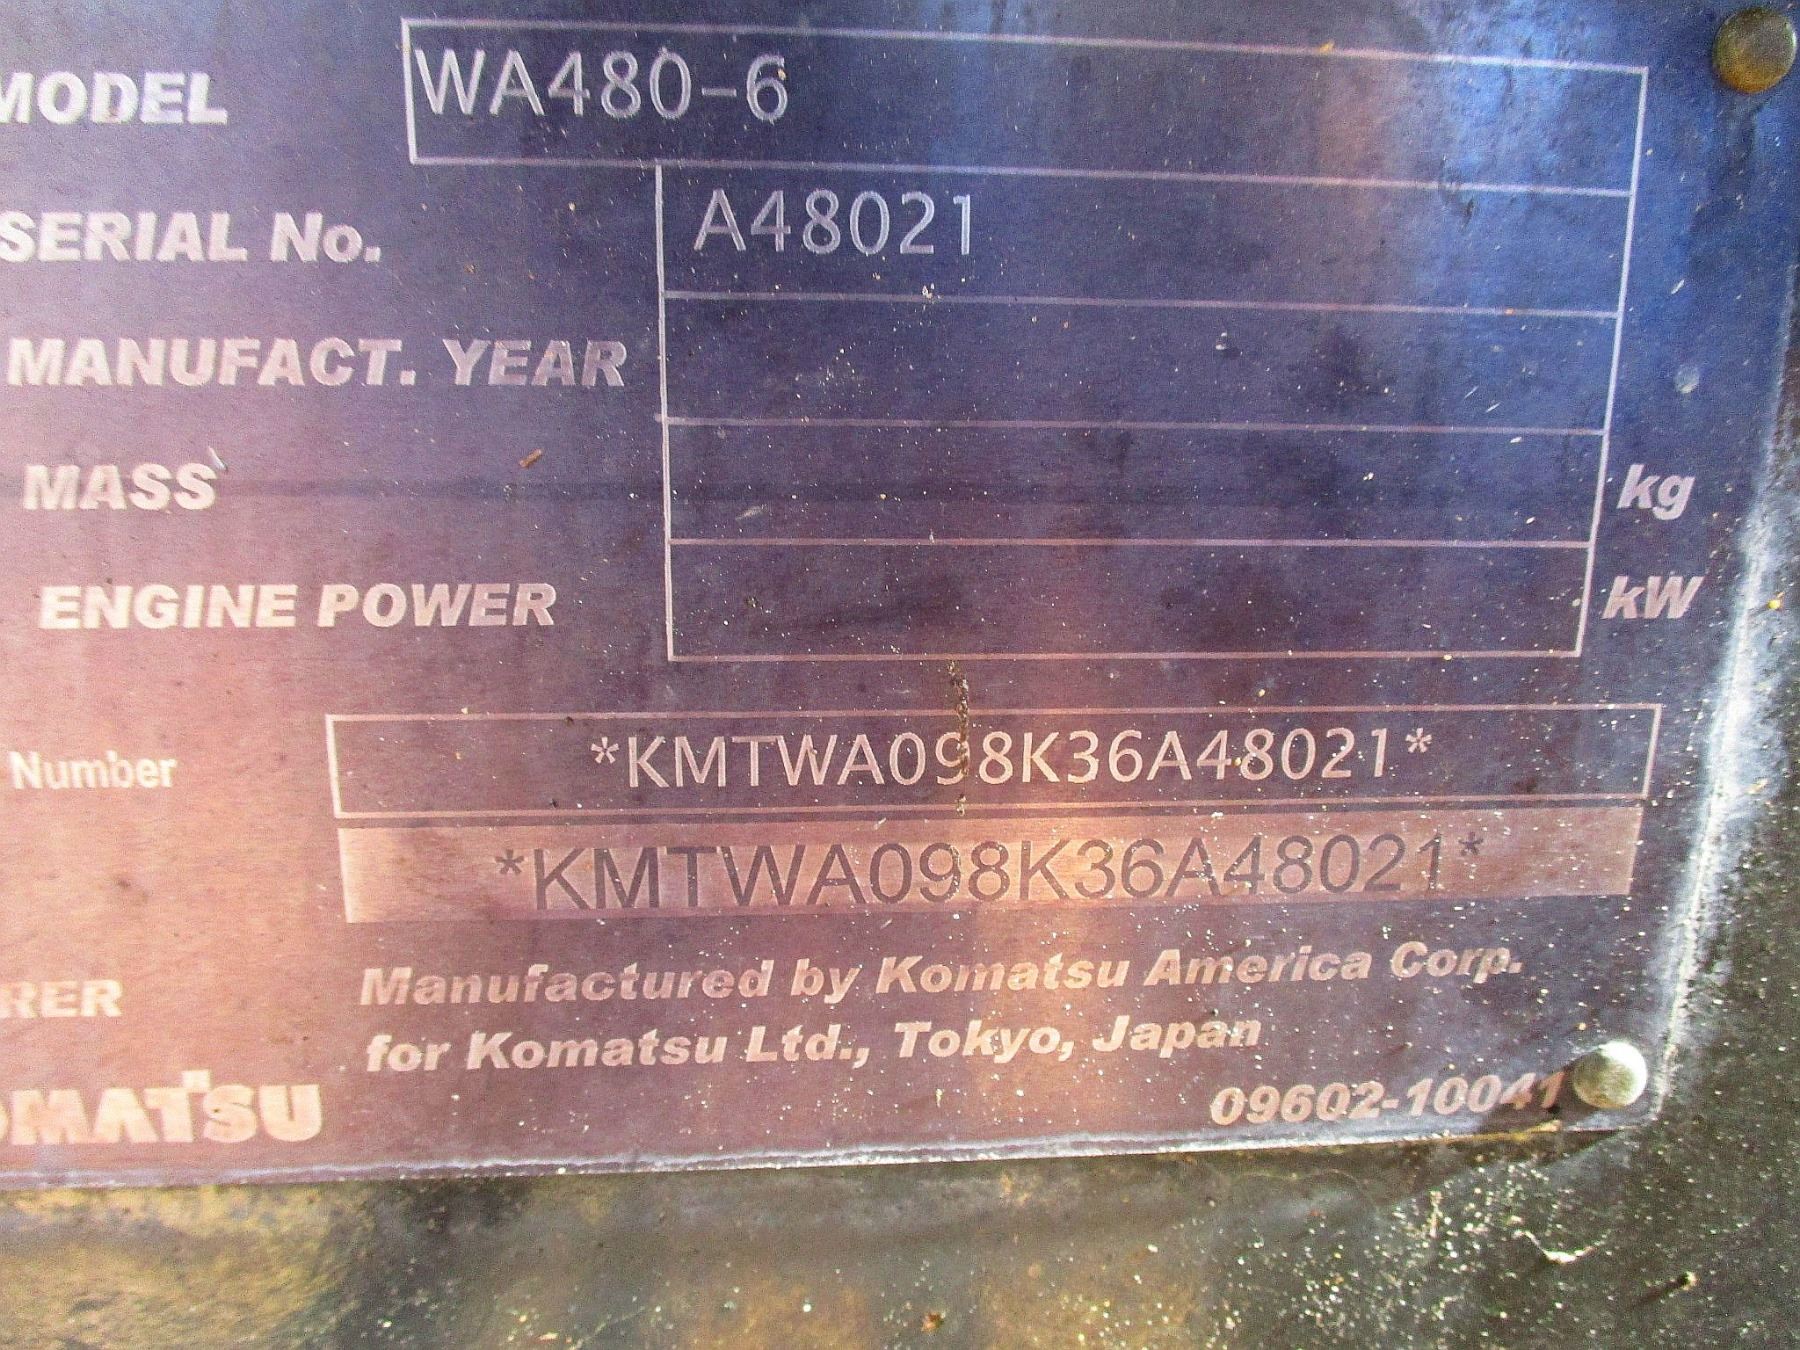 MODEL WA480-6
SERIAL No. A48021
MANUFACT. YEAR
MASS kg
ENGINE POWER kW
Number *KMTWA098K36A48021*
*KMTWA098K36A48021*
RER Manufactured by Komatsu America Corp.
for Komatsu Ltd., Tokyo, Japan
OMATSU 09602-10041